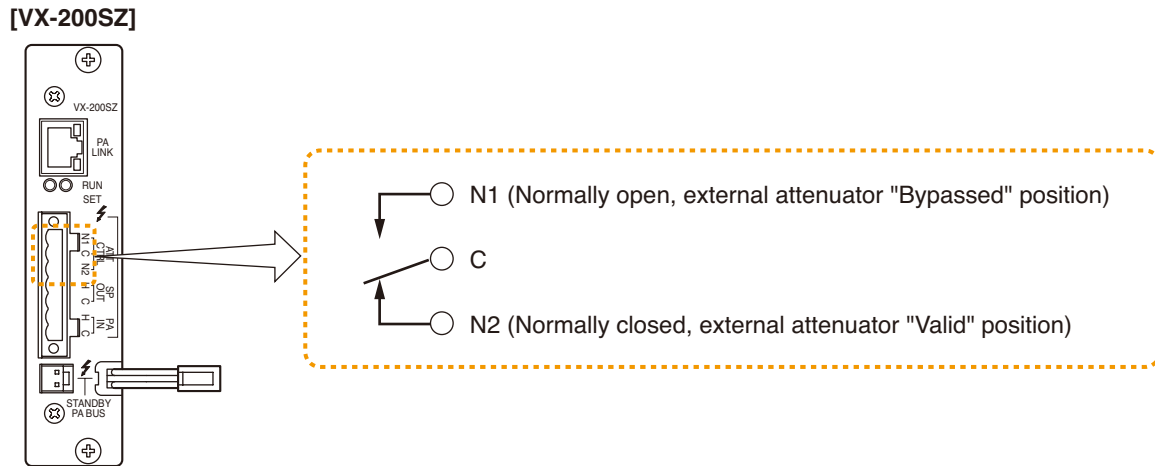 [VX-200SZ]
VX-200SZ
PA
LINK
RUN
SET
N1 C N2
ATT
CTRL
H C
SP
OUT
H C
PA
IN
STANDBY
PA BUS
N1 (Normally open, external attenuator "Bypassed" position)
C
N2 (Normally closed, external attenuator "Valid" position)